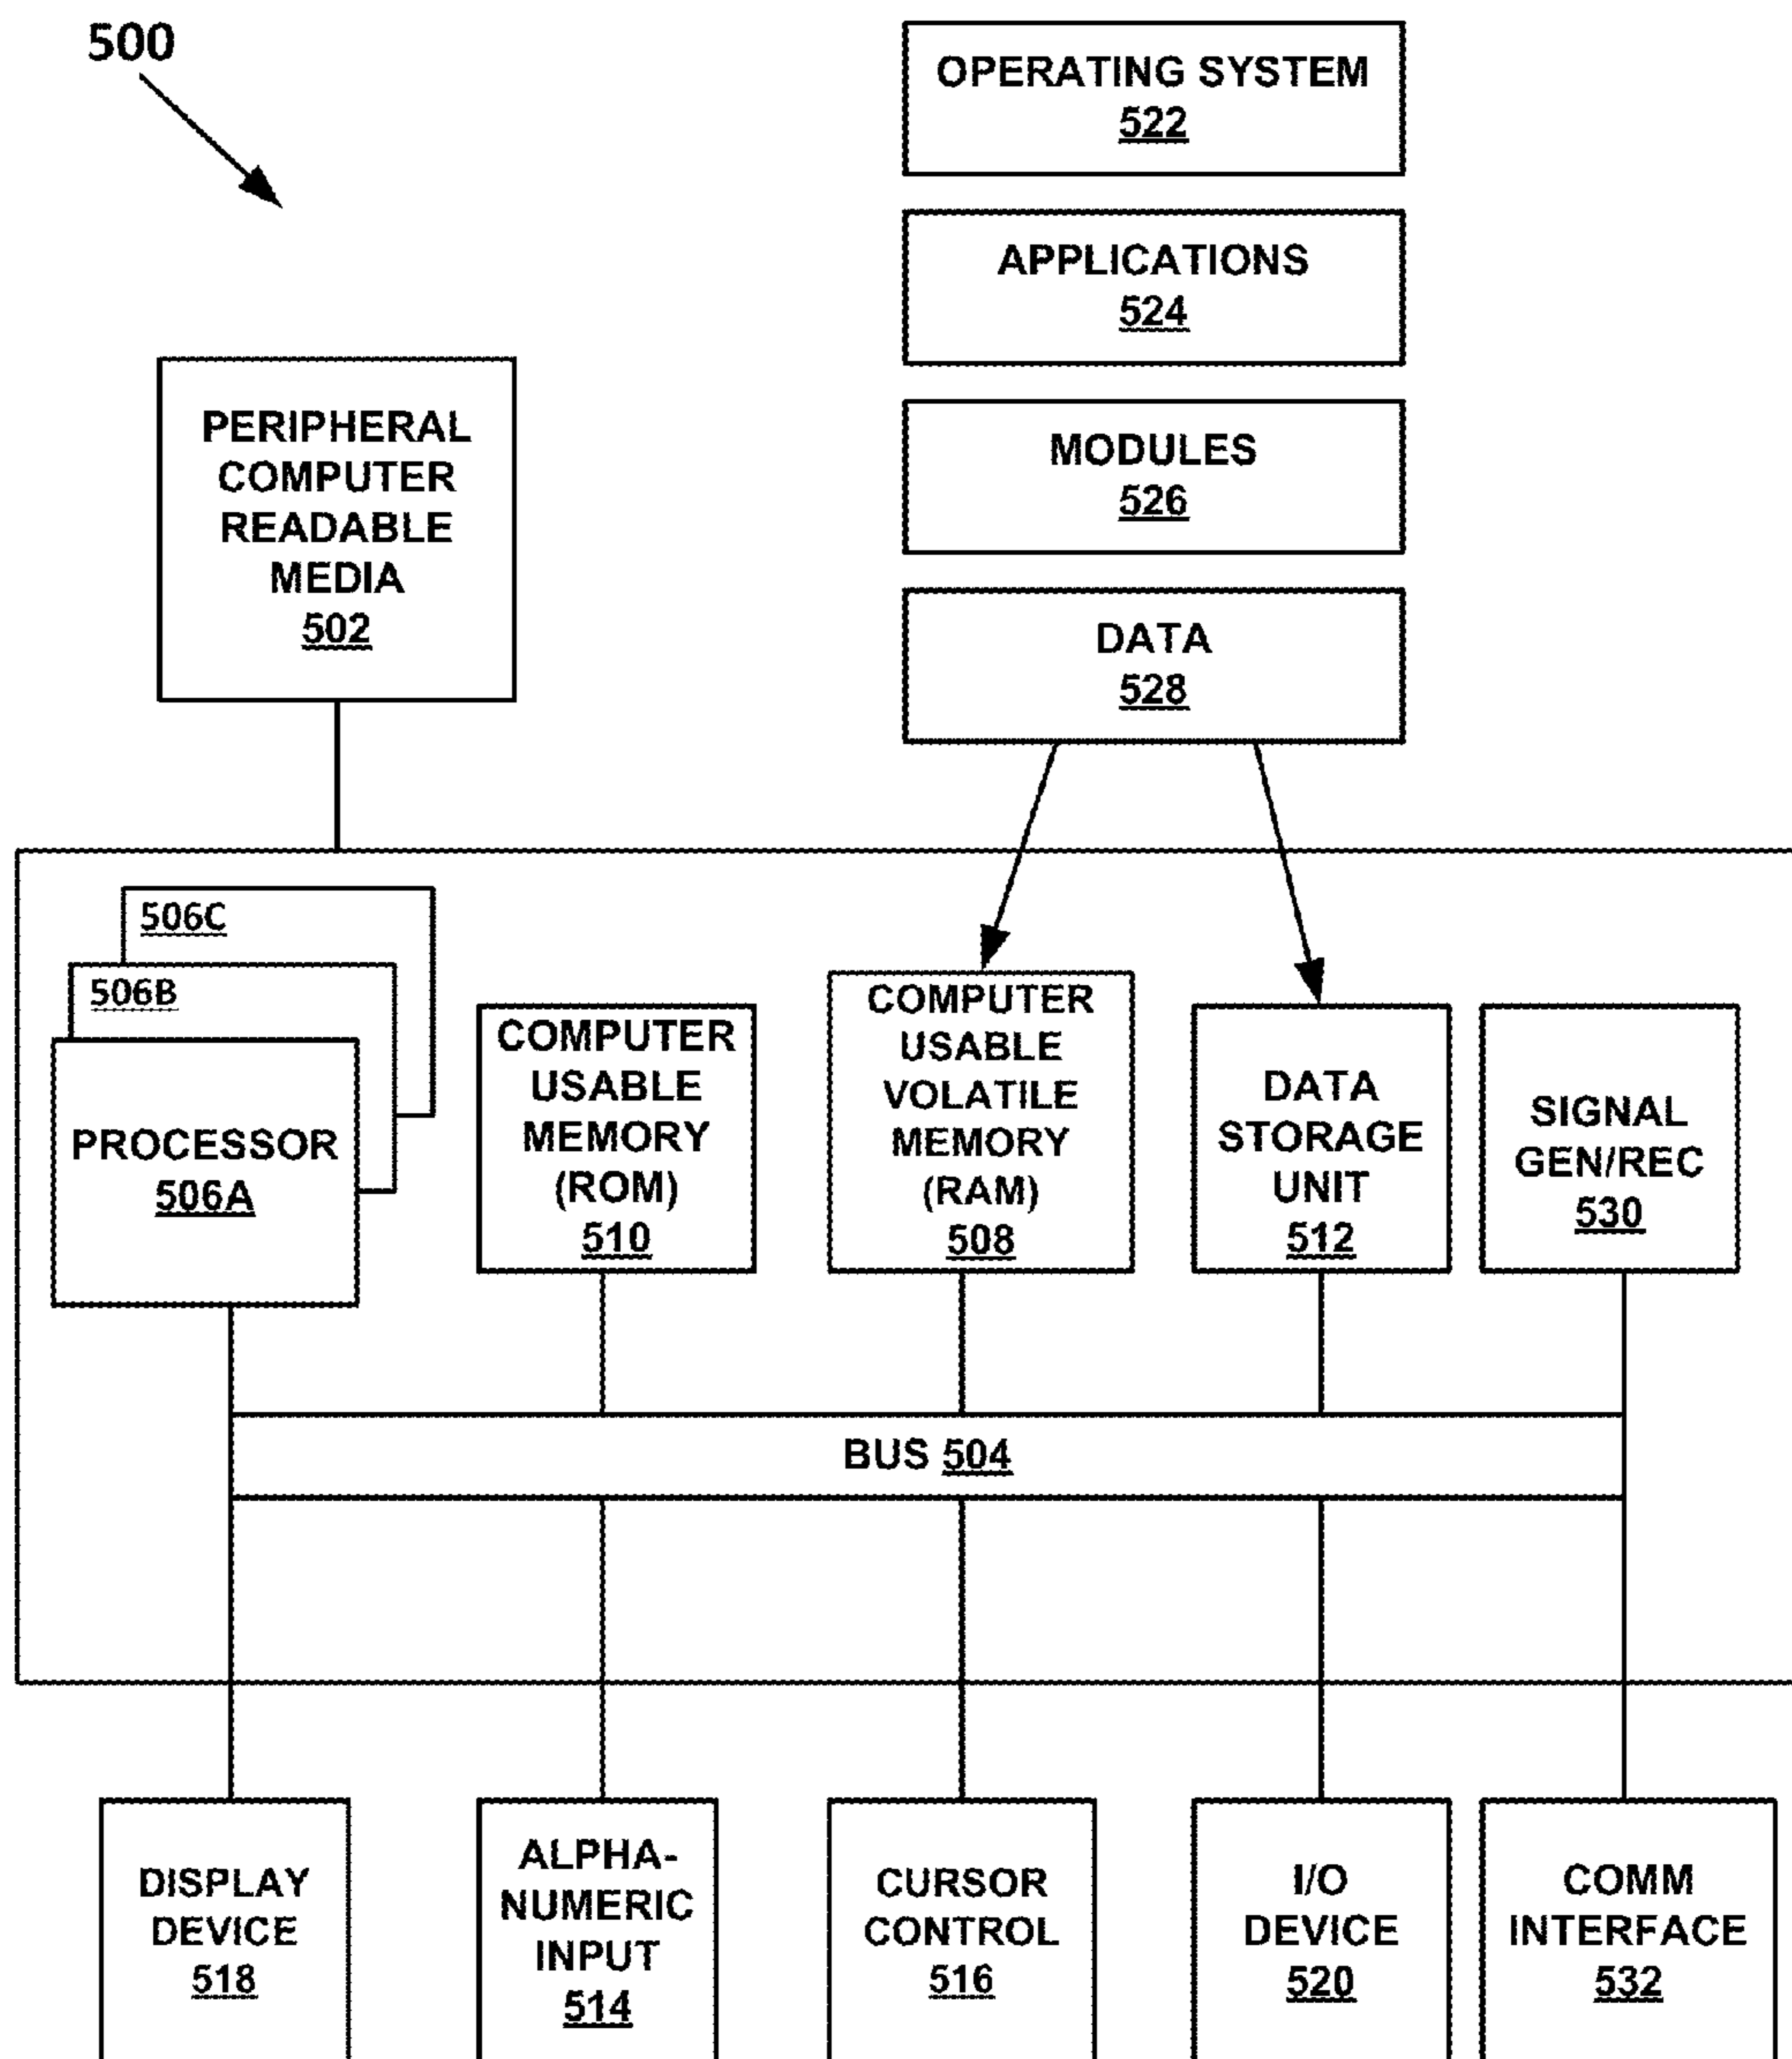 500
OPERATING SYSTEM
522
APPLICATIONS
524
MODULES
526
DATA
528
PERIPHERAL
COMPUTER
READABLE
MEDIA
502
506C
506B
PROCESSOR
506A
COMPUTER
USABLE
MEMORY
(ROM)
510
COMPUTER
USABLE
VOLATILE
MEMORY
(RAM)
508
DATA
STORAGE
UNIT
512
SIGNAL
GEN/REC
530
BUS 504
DISPLAY
DEVICE
518
ALPHA-
NUMERIC
INPUT
514
CURSOR
CONTROL
516
I/O
DEVICE
520
COMM
INTERFACE
532